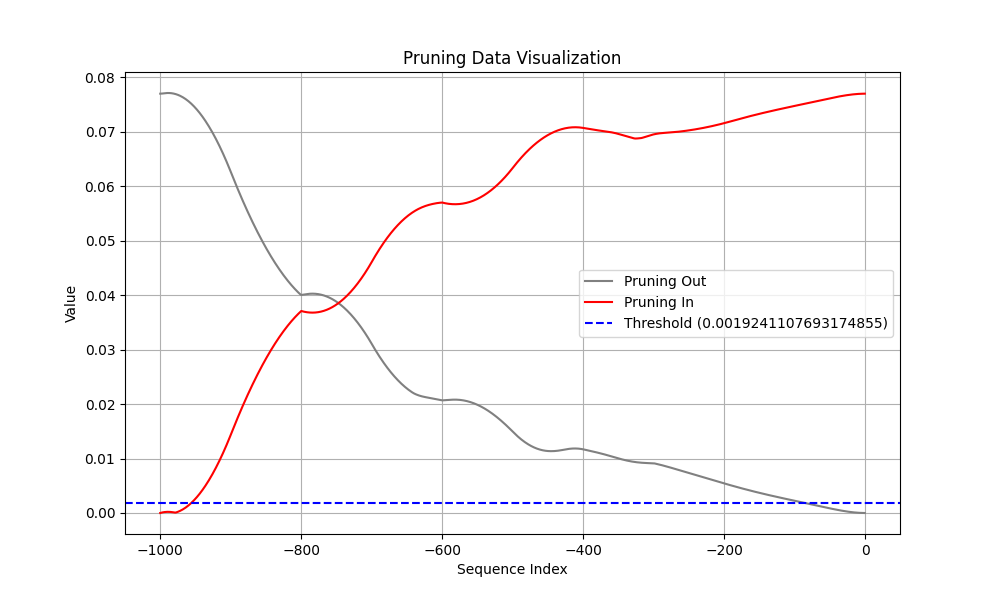 Pruning Data Visualization
0.08
0.07
0.06
0.05
0.04
0.03
0.02
0.01
0.00
Value
Pruning Out
Pruning In
Threshold (0.0019241107693174855)
−1000 −800 −600 −400 −200 0
Sequence Index